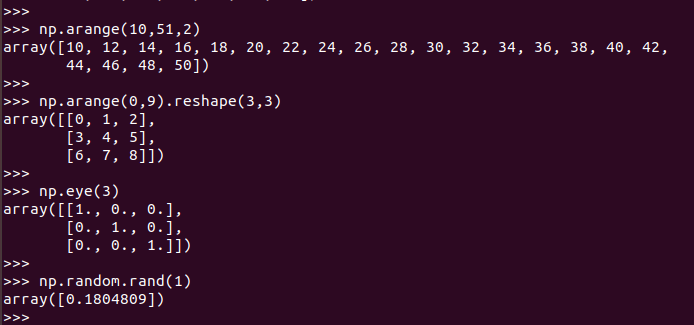 >>>
>>> np.arange(10,51,2)
array([10, 12, 14, 16, 18, 20, 22, 24, 26, 28, 30, 32, 34, 36, 38, 40, 42,
       44, 46, 48, 50])
>>>
>>> np.arange(0,9).reshape(3,3)
array([[0, 1, 2],
       [3, 4, 5],
       [6, 7, 8]])
>>>
>>> np.eye(3)
array([[1., 0., 0.],
       [0., 1., 0.],
       [0., 0., 1.]])
>>>
>>> np.random.rand(1)
array([0.1804809])
>>>